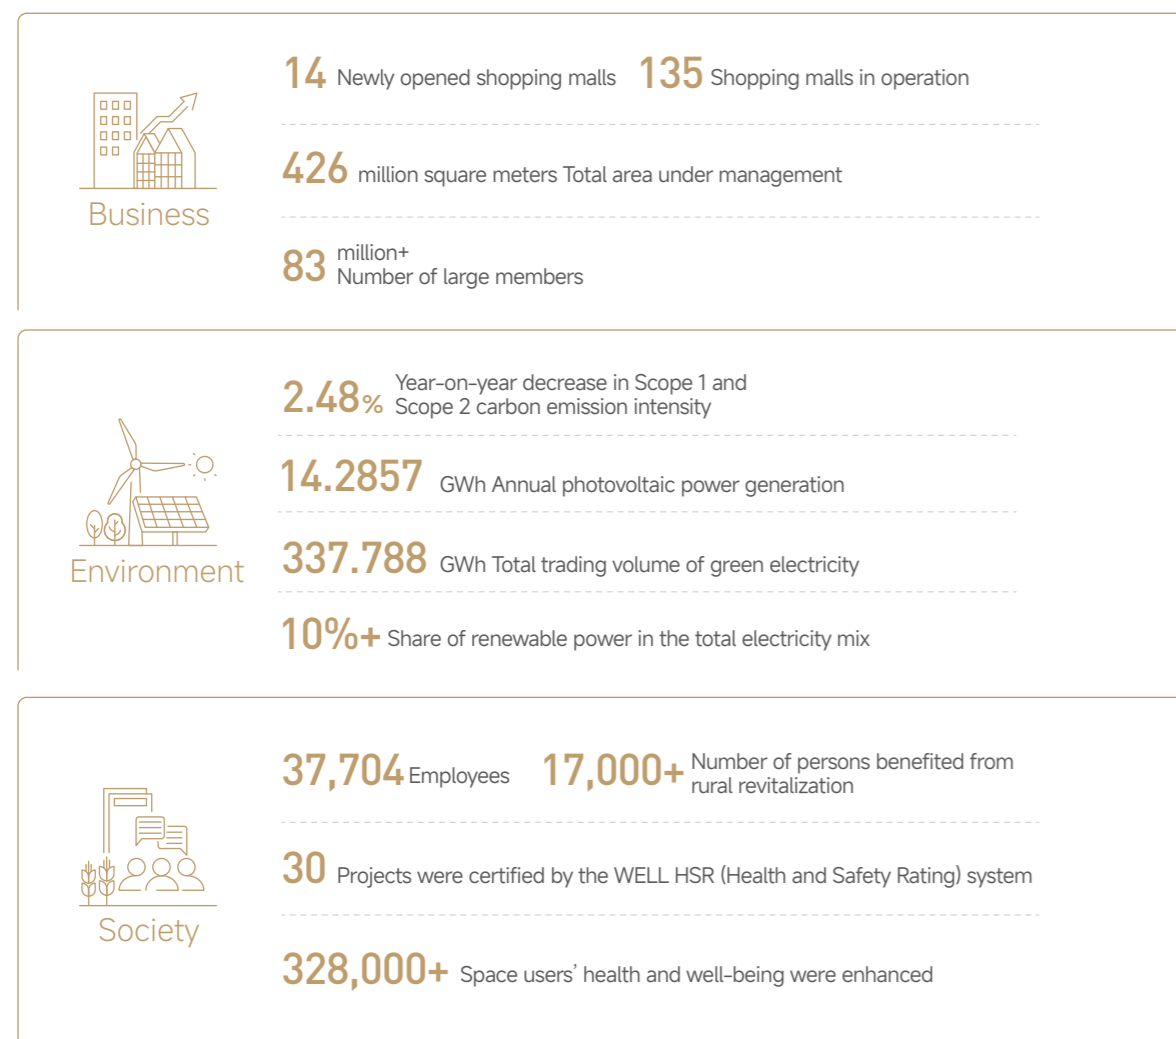 14 Newly opened shopping malls 135 Shopping malls in operation
426 million square meters Total area under management
Business
83 million+
Number of large members
2.48% Year-on-year decrease in Scope 1 and
Scope 2 carbon emission intensity
14.2857 GWh Annual photovoltaic power generation
337.788 GWh Total trading volume of green electricity
Environment
10%+ Share of renewable power in the total electricity mix
37,704 Employees 17,000+ Number of persons benefited from
rural revitalization
30 Projects were certified by the WELL HSR (Health and Safety Rating) system
Society
328,000+ Space users’ health and well-being were enhanced